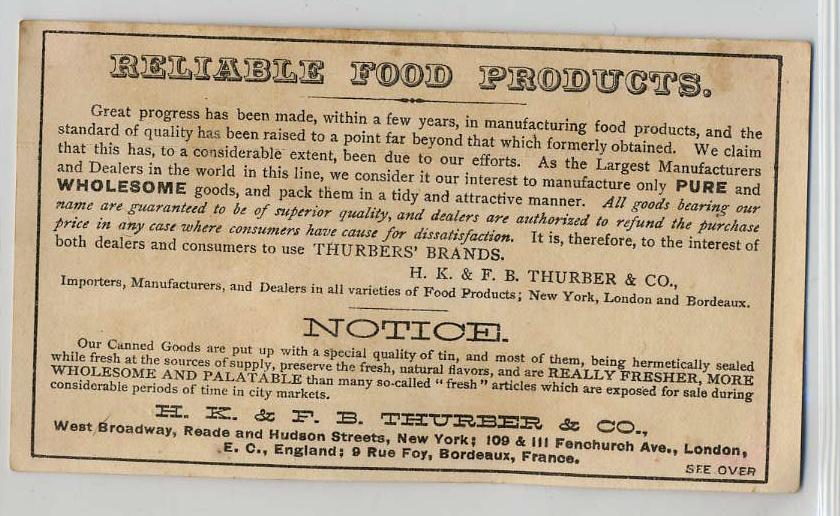 RELIABLE FOOD PRODUCTS.
Great progress has been made, within a few years, in manufacturing food products, and the
standard of quality has been raised to a point far beyond that which formerly obtained. We claim
that this has, to a considerable extent, been due to our efforts. As the Largest Manufacturers
and Dealers in the world in this line, we consider it our interest to manufacture only PURE and
WHOLESOME goods, and pack them in a tidy and attractive manner. All goods bearing our
name are guaranteed to be of superior quality, and dealers are authorized to refund the purchase
price in any case where consumers have cause for dissatisfaction. It is, therefore, to the interest of
both dealers and consumers to use THURBERS' BRANDS.
H. K. & F. B. THURBER & CO.,
Importers, Manufacturers, and Dealers in all varieties of Food Products; New York, London and Bordeaux.
NOTICE.
Our Canned Goods are put up with a special quality of tin, and most of them, being hermetically sealed
while fresh at the sources of supply, preserve the fresh, natural flavors, and are REALLY FRESHER, MORE
WHOLESOME AND PALATABLE than many so-called "fresh" articles which are exposed for sale during
considerable periods of time in city markets.
H. K. & F. B. THURBER & CO.,
West Broadway, Reade and Hudson Streets, New York; 109 & 111 Fenchurch Ave., London,
E. C., England; 9 Rue Foy, Bordeaux, France.
SEE OVER